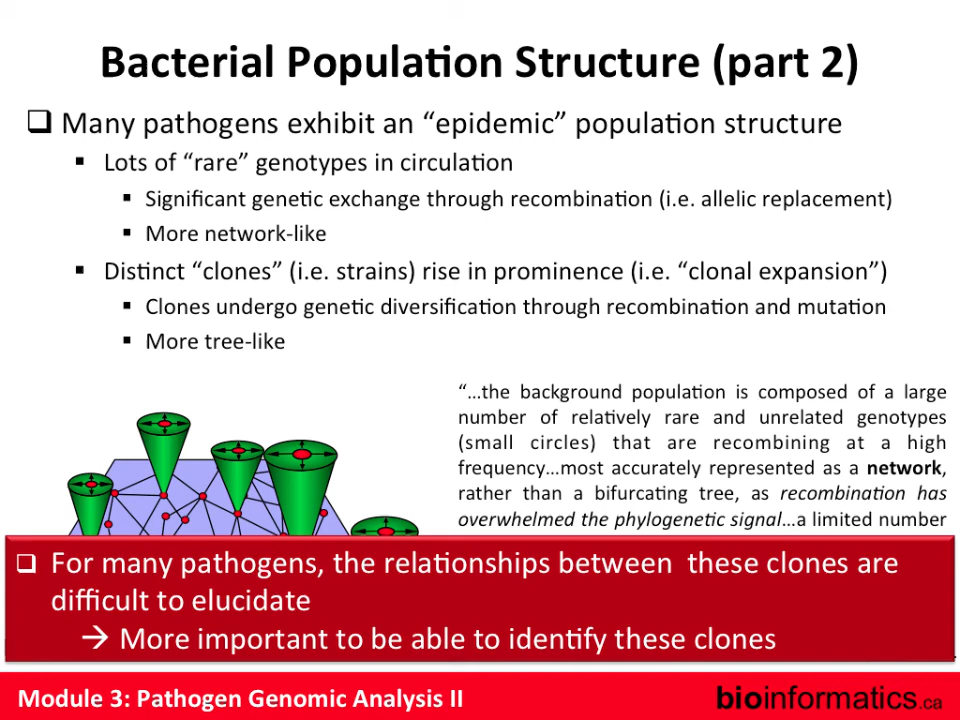 Bacterial Population Structure (part 2)
❑ Many pathogens exhibit an “epidemic” population structure
▪ Lots of “rare” genotypes in circulation
▪ Significant genetic exchange through recombination (i.e. allelic replacement)
▪ More network-like
▪ Distinct “clones” (i.e. strains) rise in prominence (i.e. “clonal expansion”)
▪ Clones undergo genetic diversification through recombination and mutation
▪ More tree-like
“…the background population is composed of a large
number of relatively rare and unrelated genotypes
(small circles) that are recombining at a high
frequency…most accurately represented as a network,
rather than a bifurcating tree, as recombination has
overwhelmed the phylogenetic signal…a limited number
❑ For many pathogens, the relationships between these clones are
difficult to elucidate
→ More important to be able to identify these clones
Module 3: Pathogen Genomic Analysis II
bioinformatics.ca